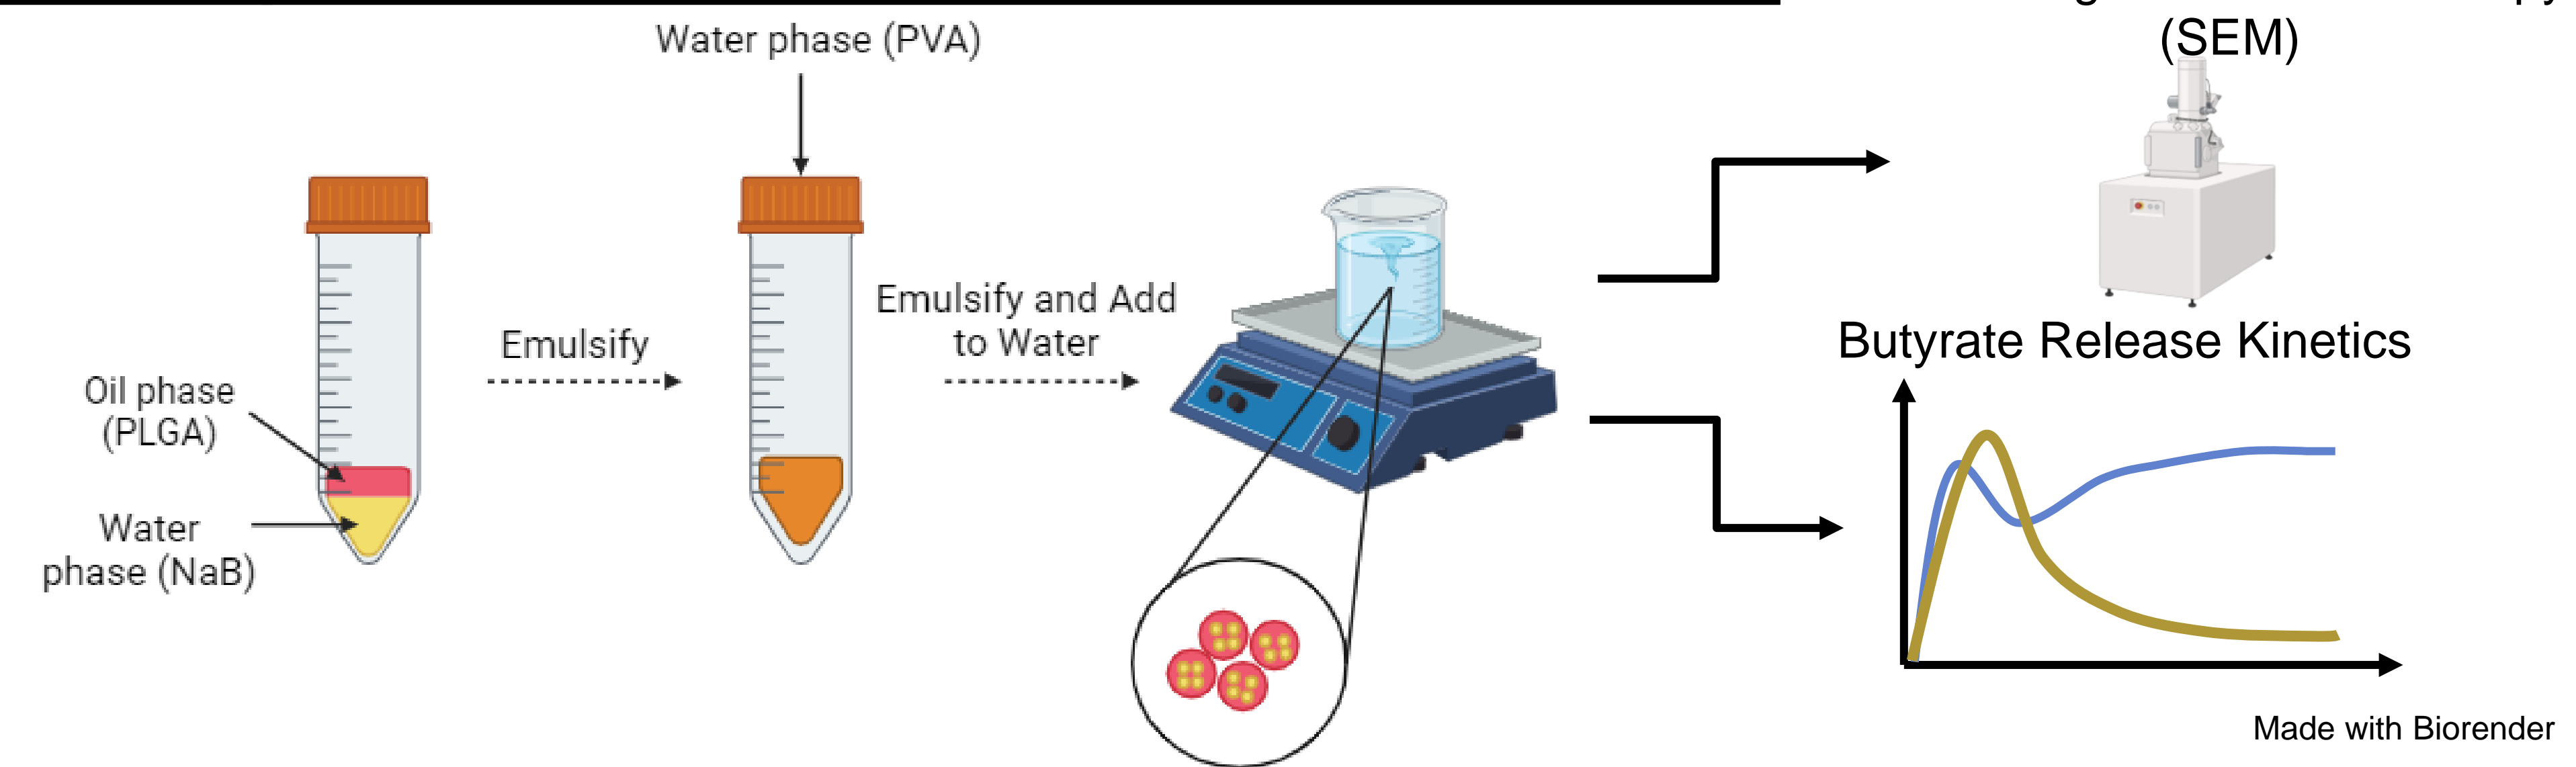 Water phase (PVA)
(SEM)
Emulsify and Add
to Water
Emulsify
Oil phase
(PLGA)
Water
phase (NaB)
Butyrate Release Kinetics
Made with Biorender